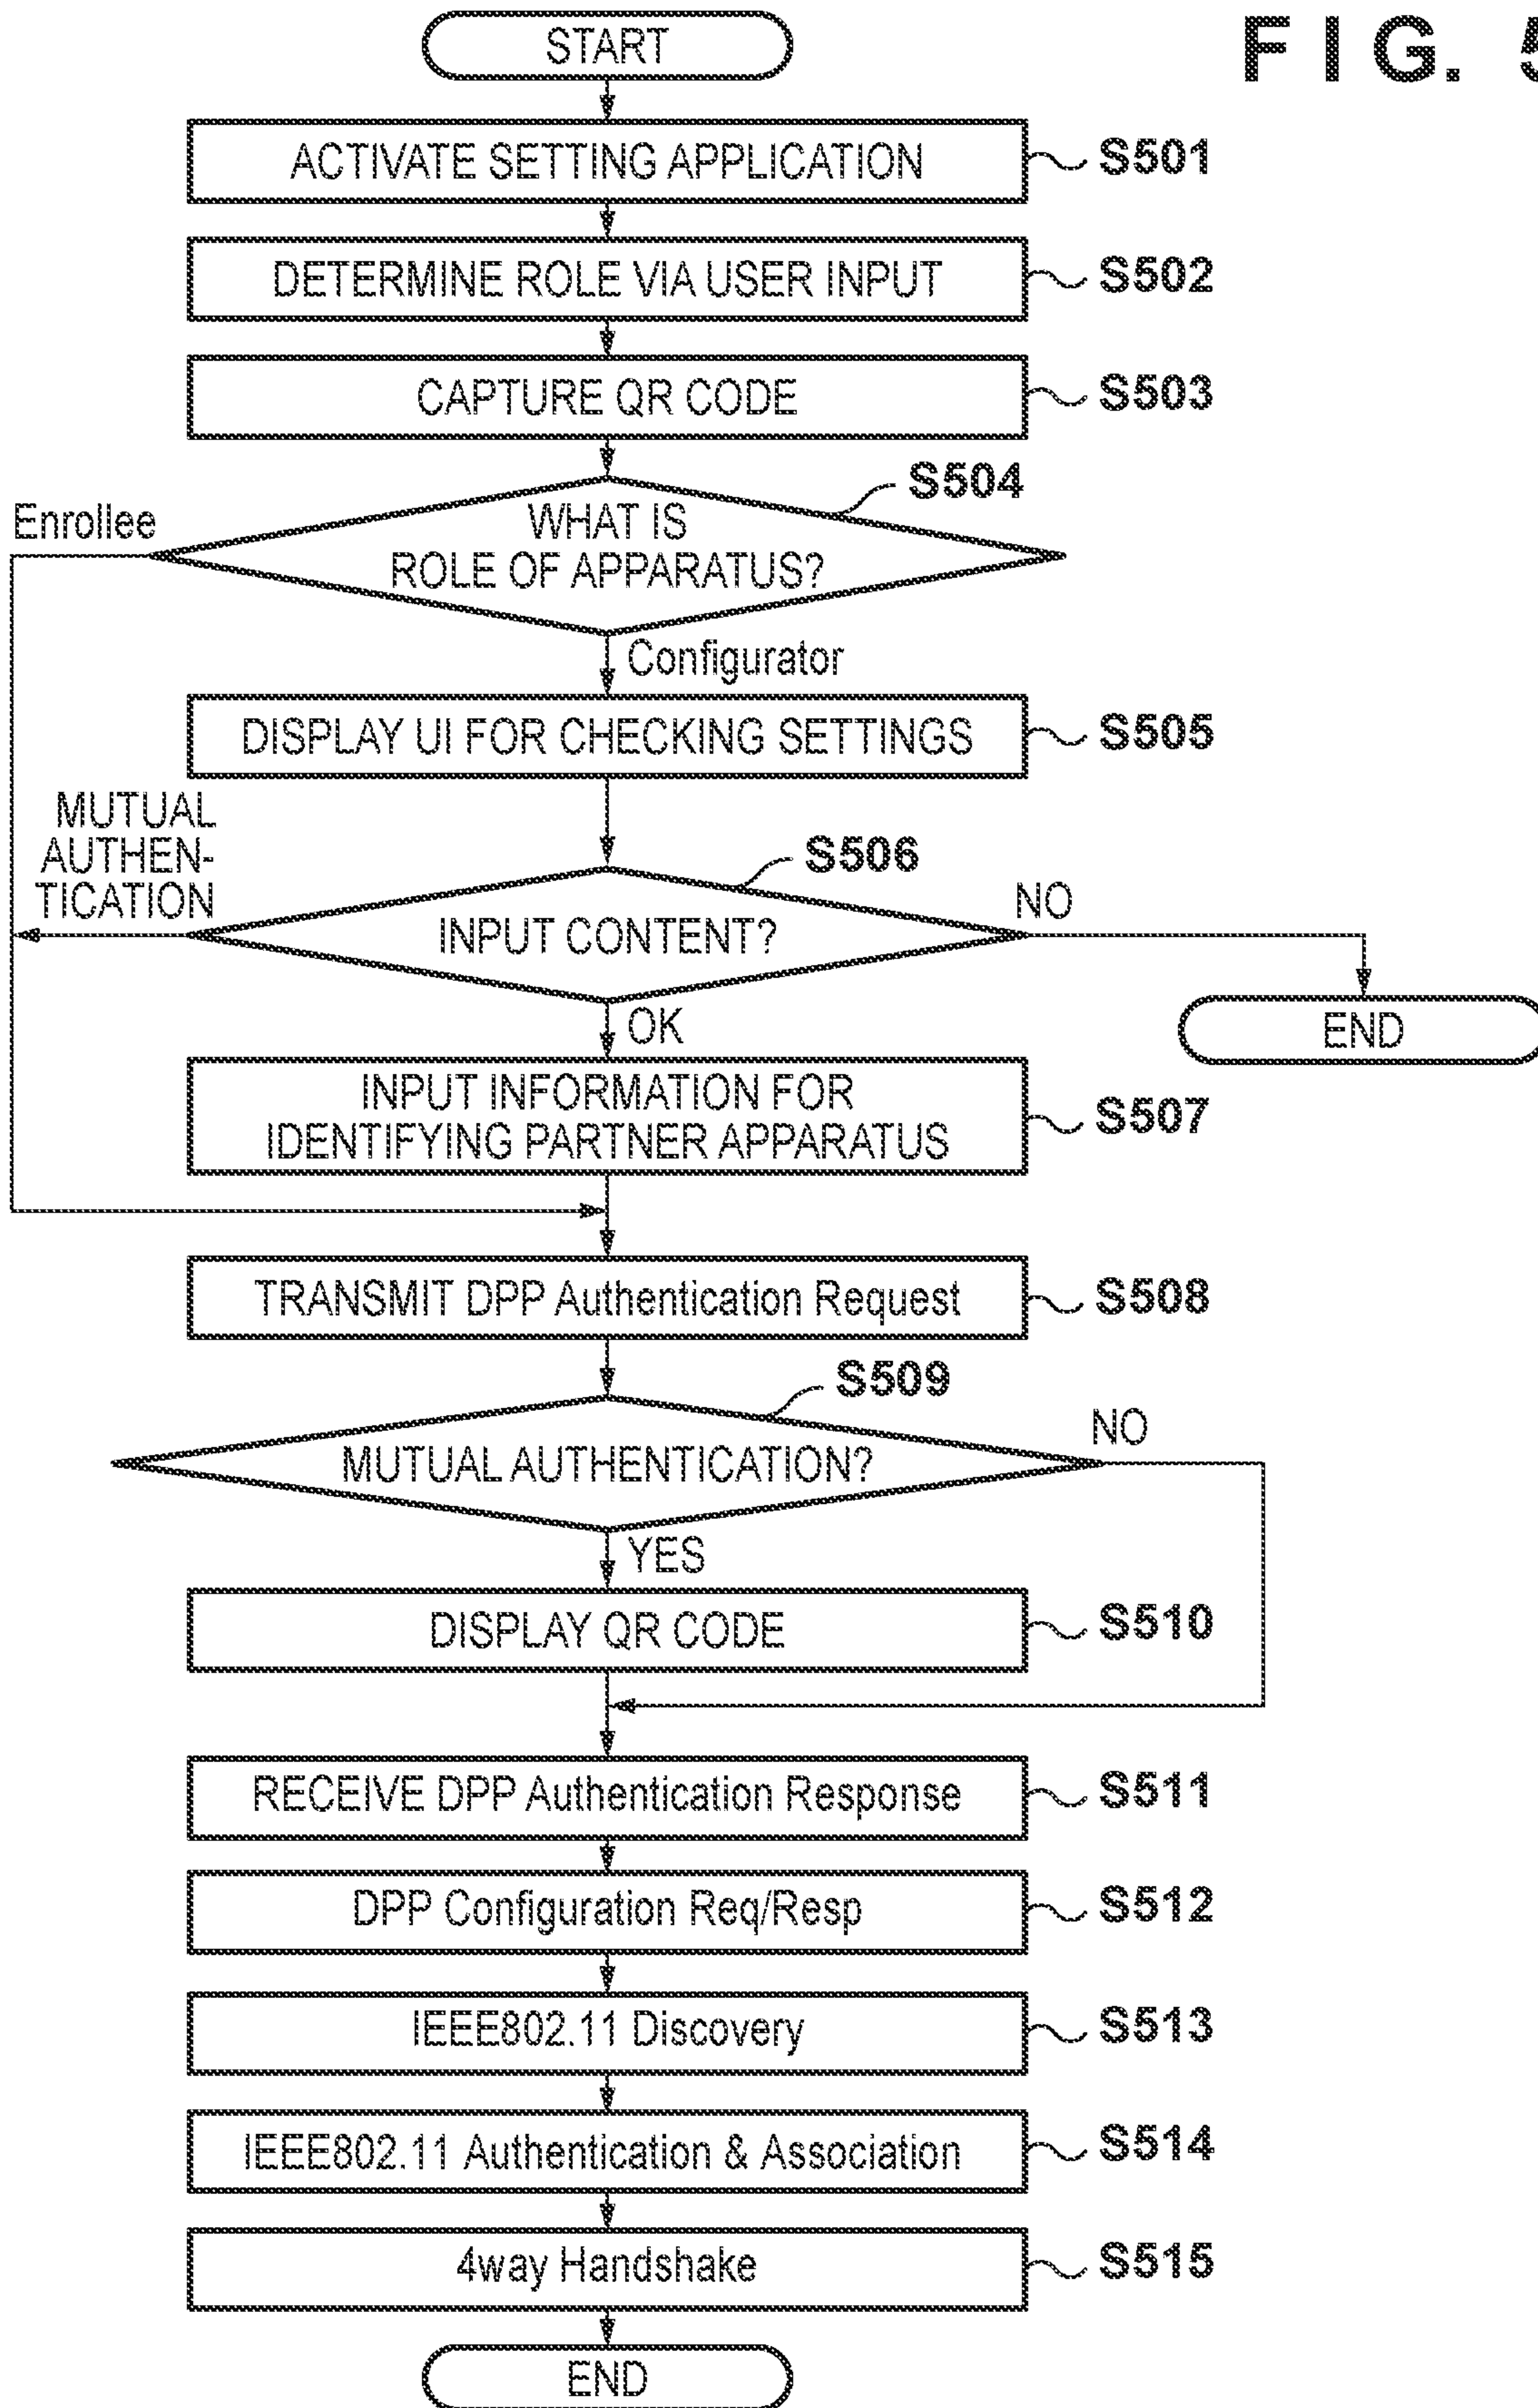 START
FIG. 5
ACTIVATE SETTING APPLICATION
S501
DETERMINE ROLE VIA USER INPUT
S502
CAPTURE QR CODE
S503
S504
Enrollee
WHAT IS
ROLE OF APPARATUS?
Configurator
DISPLAY UI FOR CHECKING SETTINGS
S505
MUTUAL
AUTHEN-
TICATION
S506
INPUT CONTENT?
NO
OK
END
INPUT INFORMATION FOR
IDENTIFYING PARTNER APPARATUS
S507
TRANSMIT DPP Authentication Request
S508
S509
MUTUAL AUTHENTICATION?
NO
YES
DISPLAY QR CODE
S510
RECEIVE DPP Authentication Response
S511
DPP Configuration Req/Resp
S512
IEEE802.11 Discovery
S513
IEEE802.11 Authentication & Association
S514
4way Handshake
S515
END